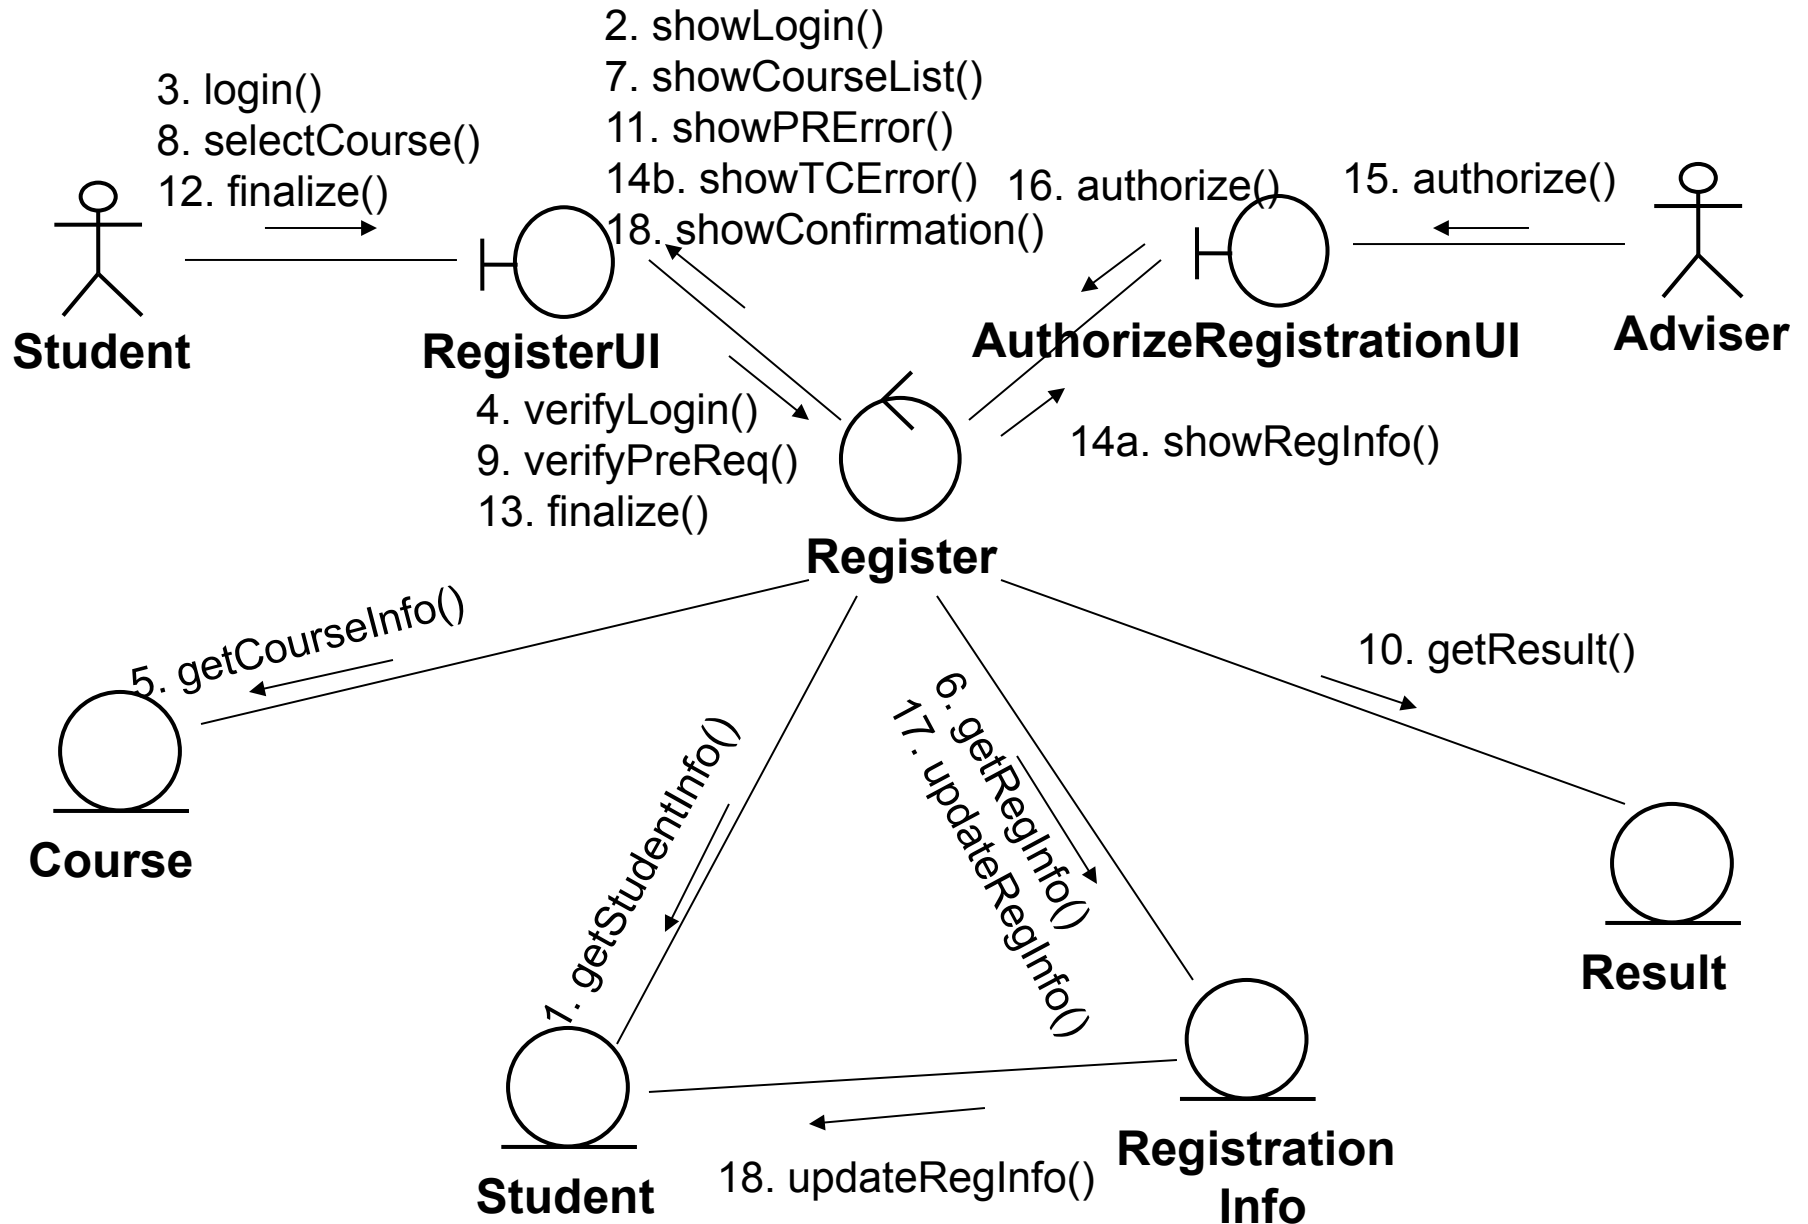 2. showLogin()
7. showCourseList()
11. showPRError()
14b. showTCError()
18. showConfirmation()
3. login()
8. selectCourse()
12. finalize()
16. authorize()
15. authorize()
Student
RegisterUI
AuthorizeRegistrationUI
Adviser
4. verifyLogin()
9. verifyPreReq()
13. finalize()
14a. showRegInfo()
Register
5. getCourseInfo()
10. getResult()
6. getRegInfo()
17. updateRegInfo()
1. getStudentInfo()
Course
Result
Student
18. updateRegInfo()
Registration
Info